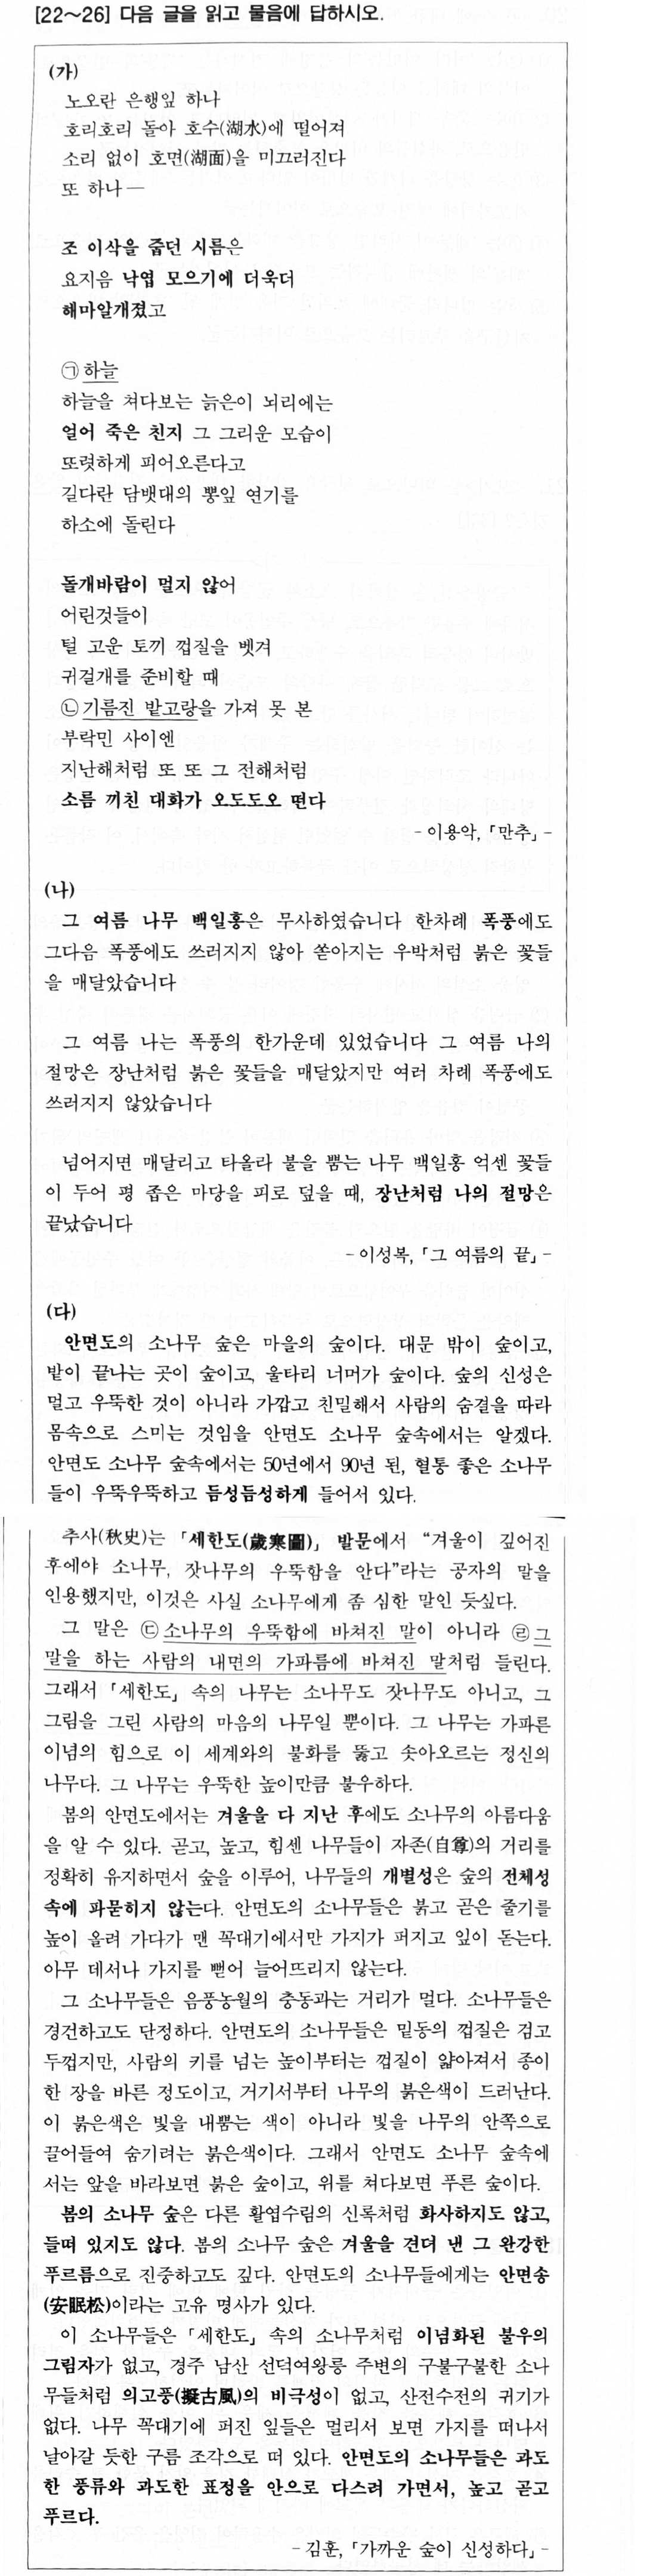 [22～26] 다음 글을 읽고 물음에 답하시오.
(가)
노오란 은행잎 하나
호리호리 돌아 호수(湖水)에 떨어져
소리 없이 호면(湖面)을 미끄러진다
또 하나―
조 이삭을 줍던 시름은
요지음 낙엽 모으기에 더욱더
해마알개졌고
㉠하늘
하늘을 쳐다보는 늙은이 뇌리에는
얼어 죽은 친지 그 그리운 모습이
또렷하게 피어오른다고
길다란 담뱃대의 뽕잎 연기를
하소에 돌린다
돌개바람이 멀지 않어
어린것들이
털 고운 토끼 껍질을 벳겨
귀걸개를 준비할 때
㉡기름진 밭고랑을 가져 못 본
부락민 사이엔
지난해처럼 또 또 그 전해처럼
소름 끼친 대화가 오도도오 떤다
- 이용악, 「만추」 -
(나)
그 여름 나무 백일홍은 무사하였습니다 한차례 폭풍에도
그다음 폭풍에도 쓰러지지 않아 쏟아지는 우박처럼 붉은 꽃들
을 매달았습니다
그 여름 나는 폭풍의 한가운데 있었습니다 그 여름 나의
절망은 장난처럼 붉은 꽃들을 매달았지만 여러 차례 폭풍에도
쓰러지지 않았습니다
넘어지면 매달리고 타올라 불을 뿜는 나무 백일홍 억센 꽃들
이 두어 평 좁은 마당을 피로 덮을 때, 장난처럼 나의 절망은
끝났습니다
- 이성복, 「그 여름의 끝」 -
(다)
안면도의 소나무 숲은 마을의 숲이다. 대문 밖이 숲이고,
밭이 끝나는 곳이 숲이고, 울타리 너머가 숲이다. 숲의 신성은
멀고 우뚝한 것이 아니라 가깝고 친밀해서 사람의 숨결을 따라
몸속으로 스미는 것임을 안면도 소나무 숲속에서는 알겠다.
안면도 소나무 숲속에서는 50년에서 90년 된, 혈통 좋은 소나무
들이 우뚝우뚝하고 듬성듬성하게 들어서 있다.
추사(秋史)는 「세한도(歲寒圖)」 발문에서 “겨울이 깊어진
후에야 소나무, 잣나무의 우뚝함을 안다”라는 공자의 말을
인용했지만, 이것은 사실 소나무에게 좀 심한 말인 듯싶다.
그 말은 ㉢소나무의 우뚝함에 바쳐진 말이 아니라 ㉣그
말을 하는 사람의 내면의 가파름에 바쳐진 말처럼 들린다.
그래서 「세한도」 속의 나무는 소나무도 잣나무도 아니고, 그
그림을 그린 사람의 마음의 나무일 뿐이다. 그 나무는 가파른
이념의 힘으로 이 세계와의 불화를 뚫고 솟아오르는 정신의
나무다. 그 나무는 우뚝한 높이만큼 불우하다.
봄의 안면도에서는 겨울을 다 지난 후에도 소나무의 아름다움
을 알 수 있다. 곧고, 높고, 힘센 나무들이 자존(自尊)의 거리를
정확히 유지하면서 숲을 이루어, 나무들의 개별성은 숲의 전체성
속에 파묻히지 않는다. 안면도의 소나무들은 붉고 곧은 줄기를
높이 올려 가다가 맨 꼭대기에서만 가지가 퍼지고 잎이 돋는다.
아무 데서나 가지를 뻗어 늘어뜨리지 않는다.
그 소나무들은 음풍농월의 충동과는 거리가 멀다. 소나무들은
경건하고도 단정하다. 안면도의 소나무들은 밑동의 껍질은 검고
두껍지만, 사람의 키를 넘는 높이부터는 껍질이 얇아져서 종이
한 장을 바른 정도이고, 거기서부터 나무의 붉은색이 드러난다.
이 붉은색은 빛을 내뿜는 색이 아니라 빛을 나무의 안쪽으로
끌어들여 숨기려는 붉은색이다. 그래서 안면도 소나무 숲속에
서는 앞을 바라보면 붉은 숲이고, 위를 쳐다보면 푸른 숲이다.
봄의 소나무 숲은 다른 활엽수림의 신록처럼 화사하지도 않고,
들떠 있지도 않다. 봄의 소나무 숲은 겨울을 견뎌 낸 그 완강한
푸르름으로 진중하고도 깊다. 안면도의 소나무들에게는 안면송
(安眠松)이라는 고유 명사가 있다.
이 소나무들은 「세한도」 속의 소나무처럼 이념화된 불우의
그림자가 없고, 경주 남산 선덕여왕릉 주변의 구불구불한 소나
무들처럼 의고풍(擬古風)의 비극성이 없고, 산전수전의 귀기가
없다. 나무 꼭대기에 퍼진 잎들은 멀리서 보면 가지를 떠나서
날아갈 듯한 구름 조각으로 떠 있다. 안면도의 소나무들은 과도
한 풍류와 과도한 표정을 안으로 다스려 가면서, 높고 곧고
푸르다.
- 김훈, 「가까운 숲이 신성하다」 -